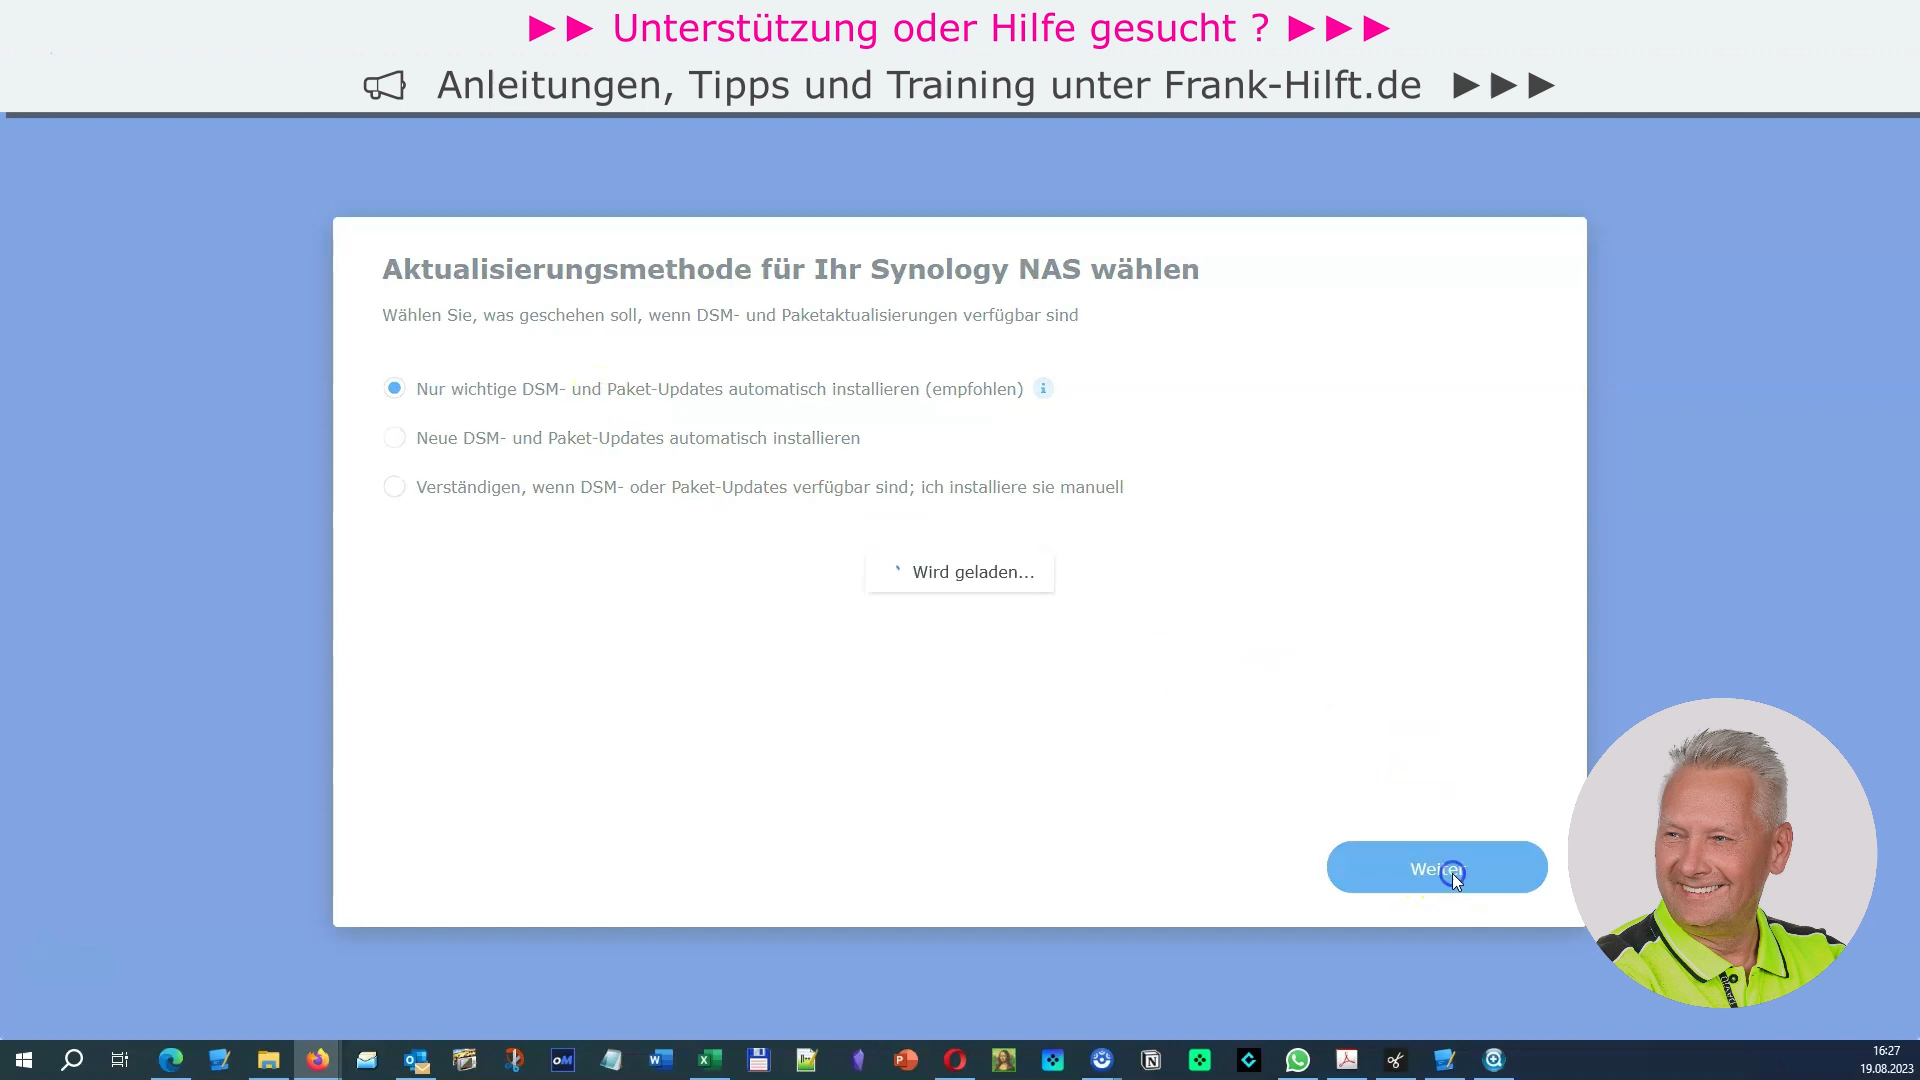 ►► Unterstützung oder Hilfe gesucht ? ►►►
Anleitungen, Tipps und Training unter Frank-Hilft.de ►►►
Aktualisierungsmethode für Ihr Synology NAS wählen
Wählen Sie, was geschehen soll, wenn DSM- und Paketaktualisierungen verfügbar sind
Nur wichtige DSM- und Paket-Updates automatisch installieren (empfohlen)
Neue DSM- und Paket-Updates automatisch installieren
Verständigen, wenn DSM- oder Paket-Updates verfügbar sind; ich installiere sie manuell
Wird geladen...
Weiter
16:27
19.08.2023